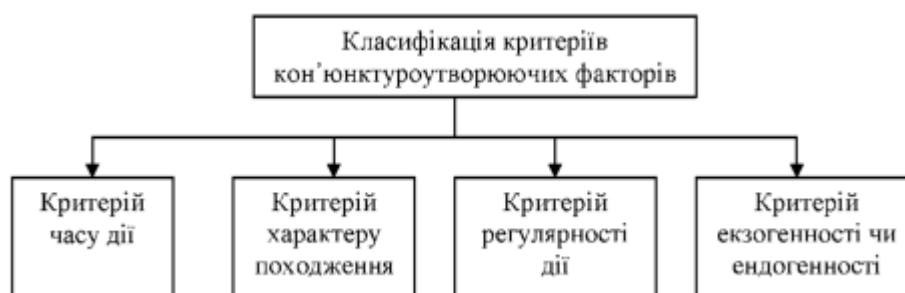 Класифікація критеріїв
кон’юнктуроутворюючих факторів
Критерій
часу дії
Критерій
характеру
походження
Критерій
регулярності
дії
Критерій
екзогенності чи
ендогенності